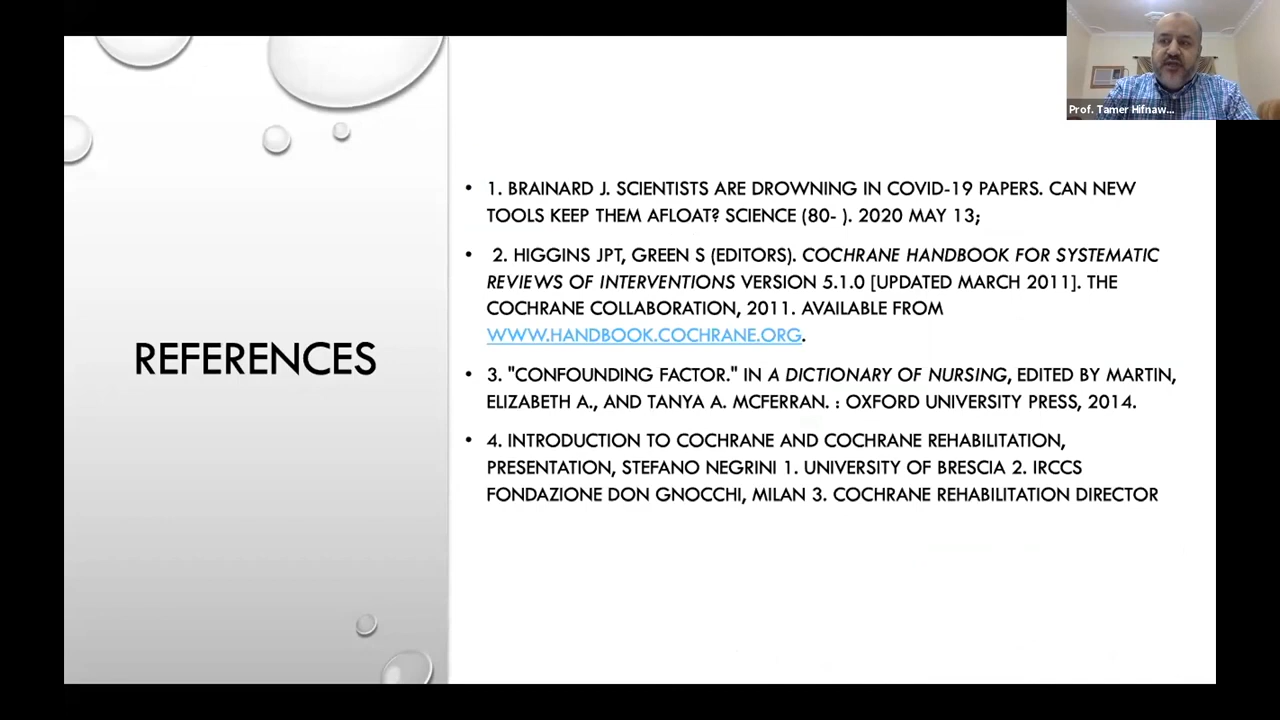 Prof. Tamer Hifnaw...
REFERENCES
• 1. BRAINARD J. SCIENTISTS ARE DROWNING IN COVID-19 PAPERS. CAN NEW
TOOLS KEEP THEM AFLOAT? SCIENCE (80- ). 2020 MAY 13;
• 2. HIGGINS JPT, GREEN S (EDITORS). COCHRANE HANDBOOK FOR SYSTEMATIC
REVIEWS OF INTERVENTIONS VERSION 5.1.0 [UPDATED MARCH 2011]. THE
COCHRANE COLLABORATION, 2011. AVAILABLE FROM
WWW.HANDBOOK.COCHRANE.ORG.
• 3. "CONFOUNDING FACTOR." IN A DICTIONARY OF NURSING, EDITED BY MARTIN,
ELIZABETH A., AND TANYA A. MCFERRAN. : OXFORD UNIVERSITY PRESS, 2014.
• 4. INTRODUCTION TO COCHRANE AND COCHRANE REHABILITATION,
PRESENTATION, STEFANO NEGRINI 1. UNIVERSITY OF BRESCIA 2. IRCCS
FONDAZIONE DON GNOCCHI, MILAN 3. COCHRANE REHABILITATION DIRECTOR